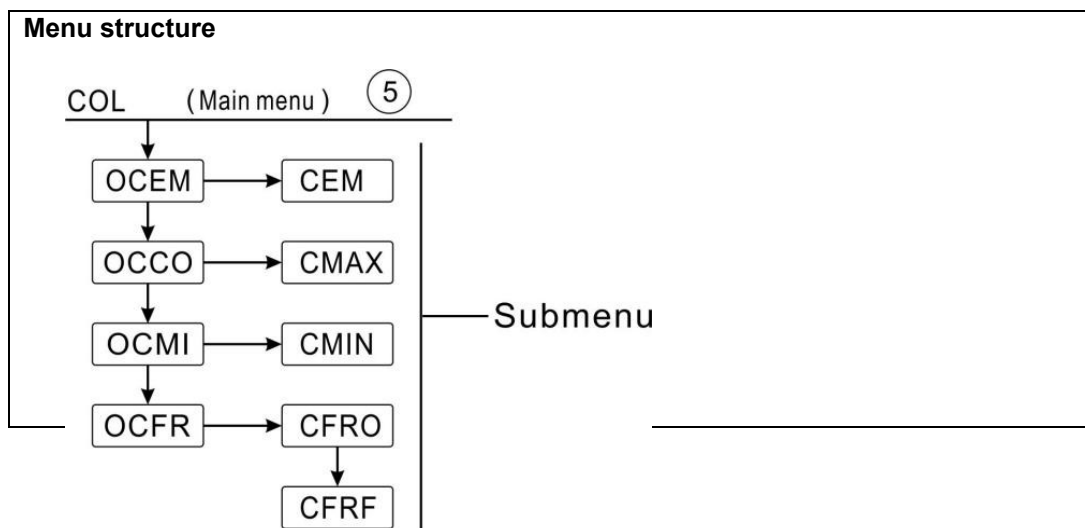 Menu structure
COL (Main menu) 5
OCEM CEM
OCCO CMAX
Submenu
OCMI CMIN
OCFR CFRO
CFRF